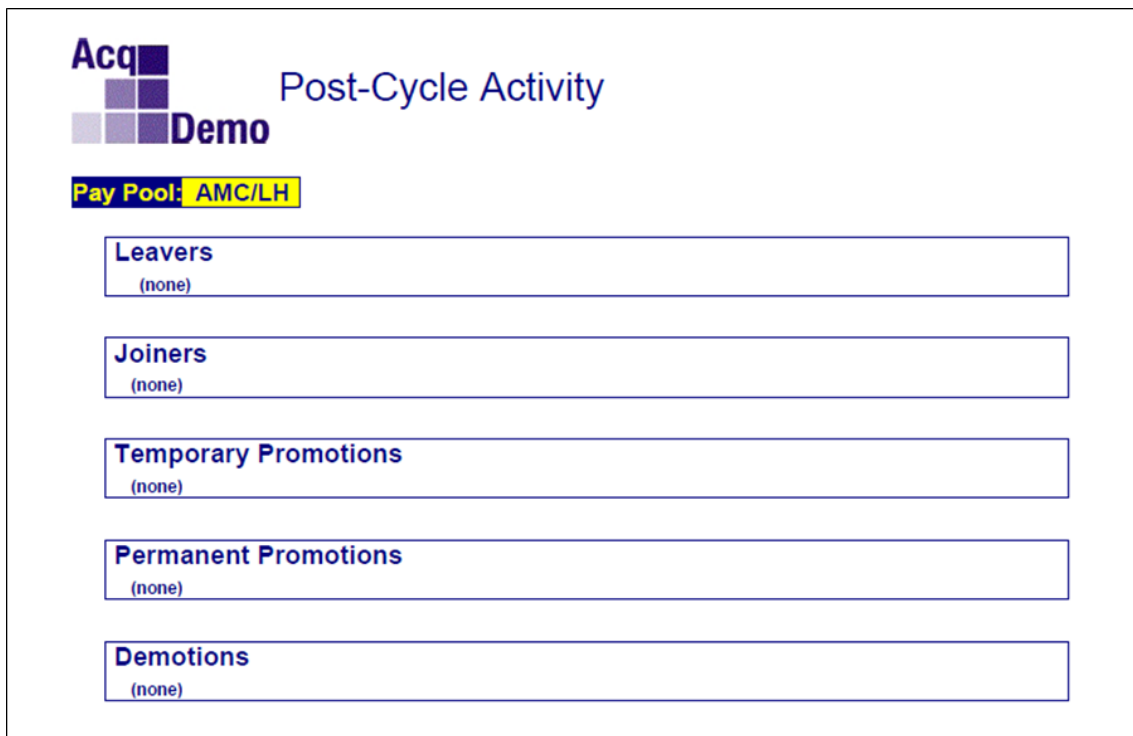 Acq
Demo
Post-Cycle Activity
Pay Pool: AMC/LH
Leavers
(none)
Joiners
(none)
Temporary Promotions
(none)
Permanent Promotions
(none)
Demotions
(none)